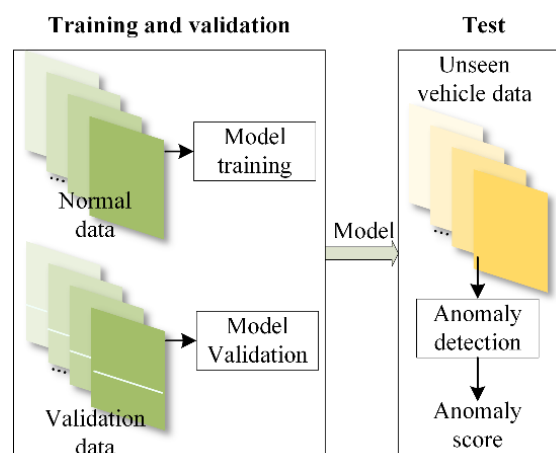 Training and validation
Normal
data
...
Model
training
Validation
data
...
Model
Validation
Model
Test
Unseen
vehicle data
...
Anomaly
detection
Anomaly
score